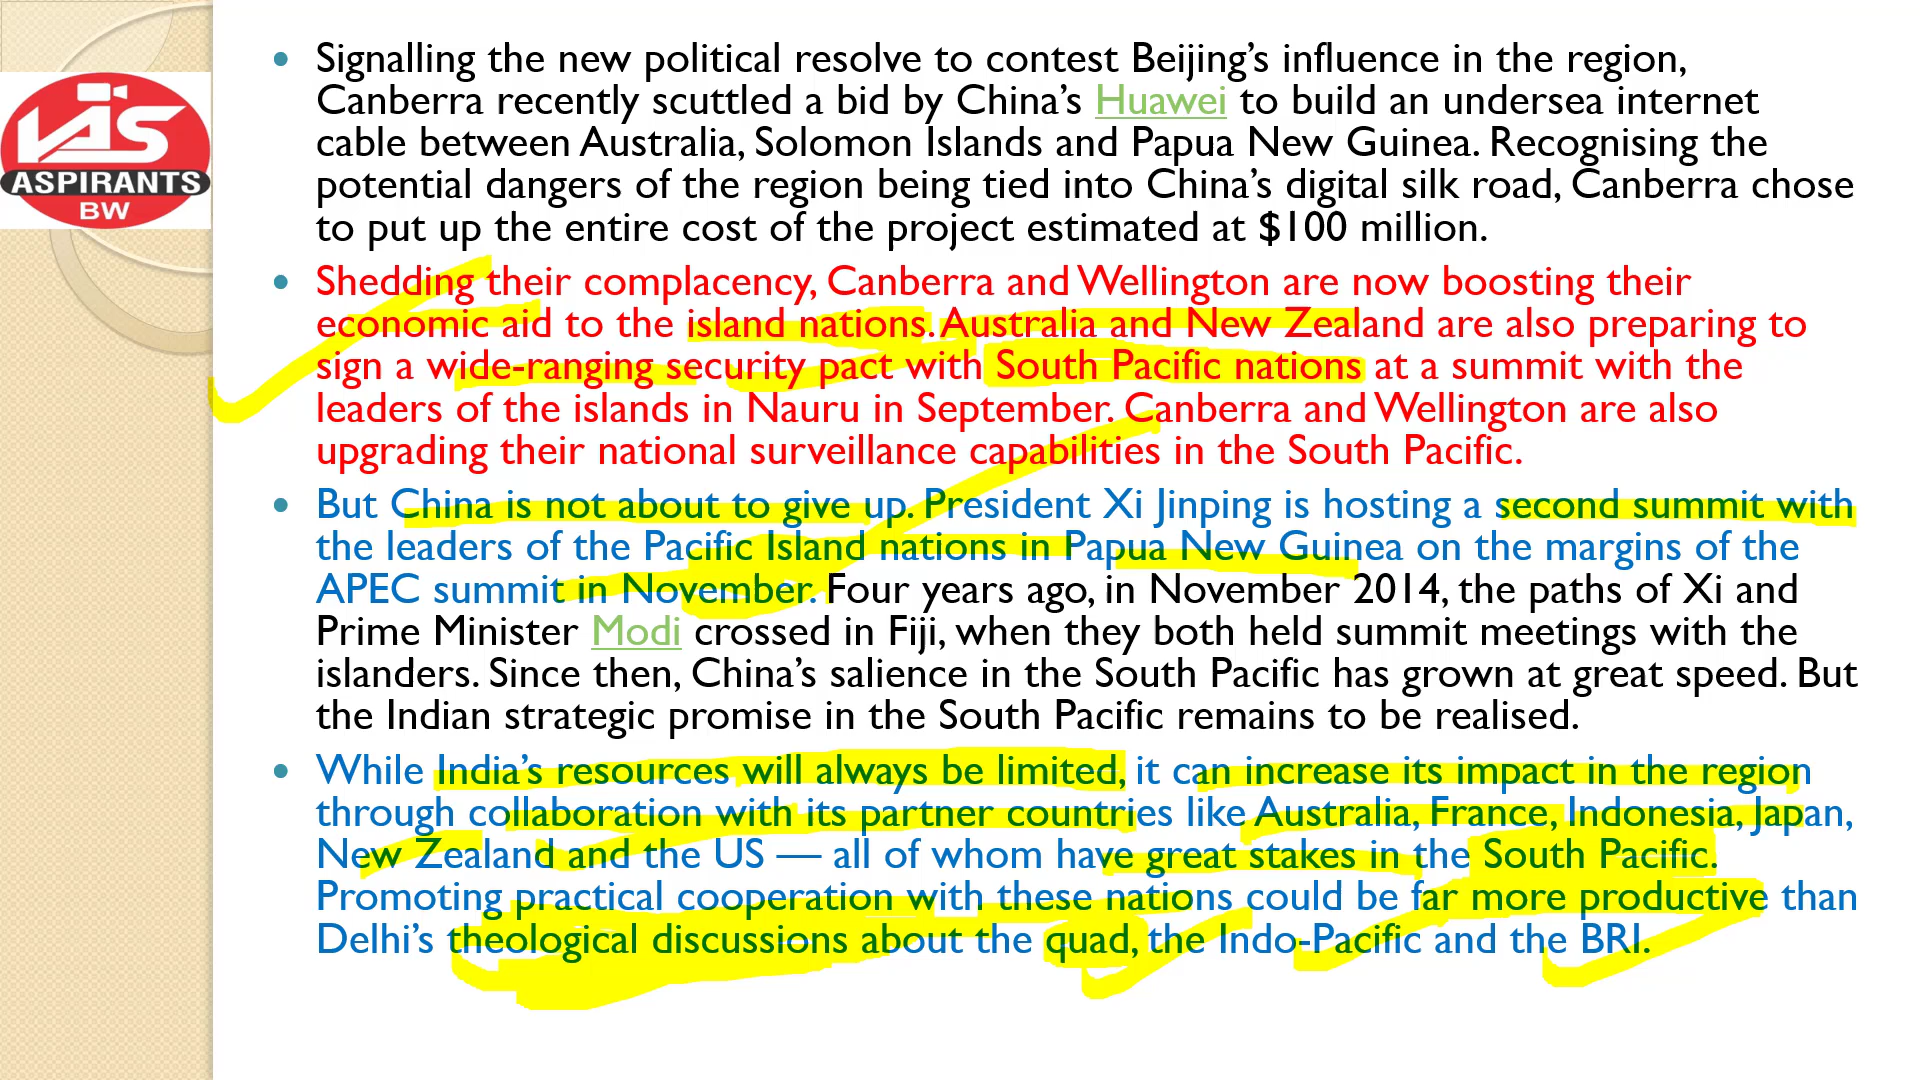 IAS
ASPIRANTS
BW
• Signalling the new political resolve to contest Beijing’s influence in the region,
Canberra recently scuttled a bid by China’s Huawei to build an undersea internet
cable between Australia, Solomon Islands and Papua New Guinea. Recognising the
potential dangers of the region being tied into China’s digital silk road, Canberra chose
to put up the entire cost of the project estimated at $100 million.
• Shedding their complacency, Canberra and Wellington are now boosting their
economic aid to the island nations. Australia and New Zealand are also preparing to
sign a wide-ranging security pact with South Pacific nations at a summit with the
leaders of the islands in Nauru in September. Canberra and Wellington are also
upgrading their national surveillance capabilities in the South Pacific.
• But China is not about to give up. President Xi Jinping is hosting a second summit with
the leaders of the Pacific Island nations in Papua New Guinea on the margins of the
APEC summit in November. Four years ago, in November 2014, the paths of Xi and
Prime Minister Modi crossed in Fiji, when they both held summit meetings with the
islanders. Since then, China’s salience in the South Pacific has grown at great speed. But
the Indian strategic promise in the South Pacific remains to be realised.
• While India’s resources will always be limited, it can increase its impact in the region
through collaboration with its partner countries like Australia, France, Indonesia, Japan,
New Zealand and the US — all of whom have great stakes in the South Pacific.
Promoting practical cooperation with these nations could be far more productive than
Delhi’s theological discussions about the quad, the Indo-Pacific and the BRI.